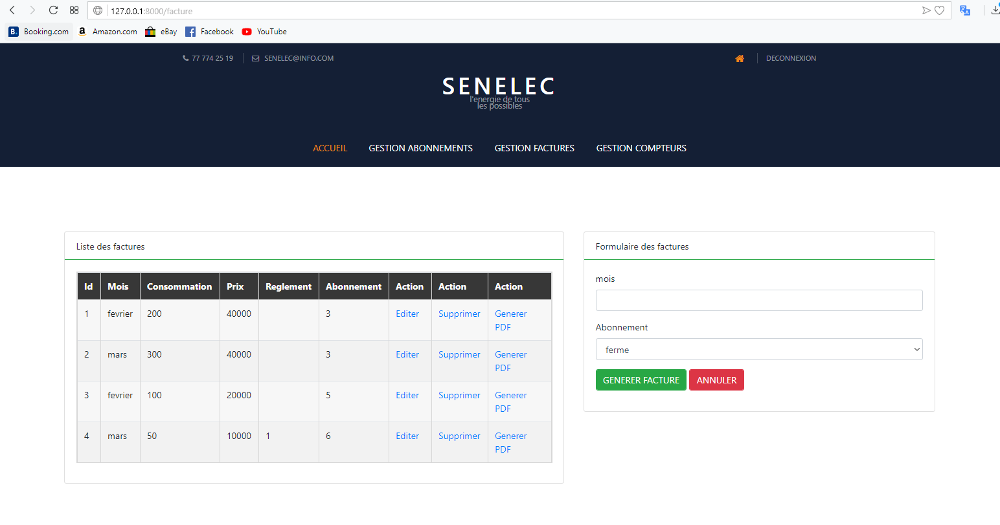 127.0.0.1:8000/facture
B. Booking.com a Amazon.com eBay Facebook YouTube
77 774 25 19 SENELEC@INFO.COM DECONNEXION
SENELEC
l'energie de tous
les possibles
ACCUEIL GESTION ABONNEMENTS GESTION FACTURES GESTION COMPTEURS
Liste des factures
Id Mois Consommation Prix Reglement Abonnement Action Action Action
1 fevrier 200 40000 3 Editer Supprimer Generer
PDF
2 mars 300 40000 3 Editer Supprimer Generer
PDF
3 fevrier 100 20000 5 Editer Supprimer Generer
PDF
4 mars 50 10000 1 6 Editer Supprimer Generer
PDF
Formulaire des factures
mois
Abonnement
ferme
GENERER FACTURE ANNULER